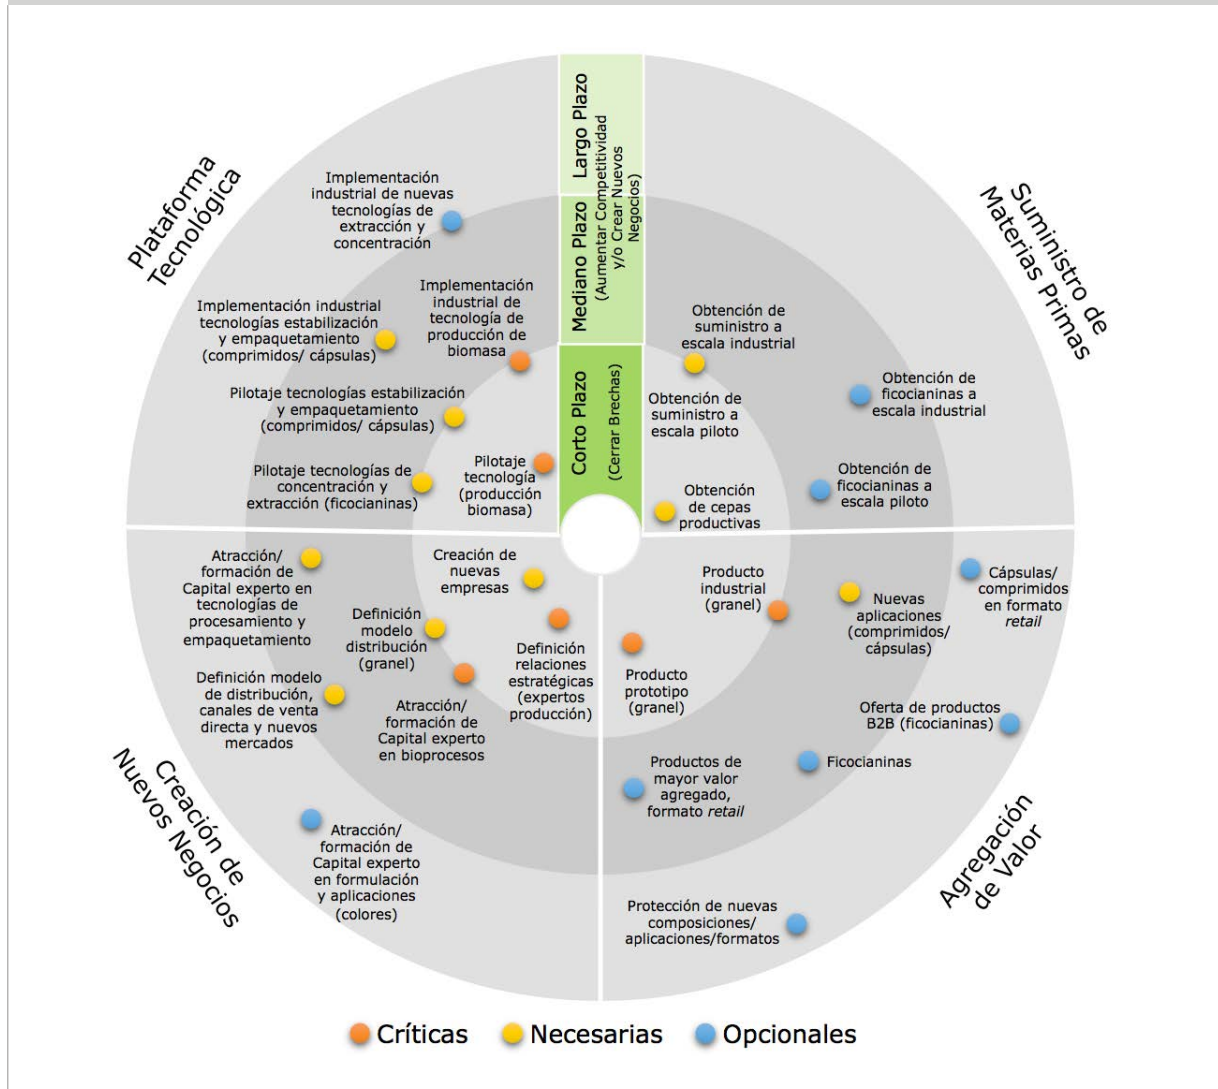 Plataforma
Tecnológica
Implementación
industrial de nuevas
tecnologías de
extracción y
concentración
Implementación
industrial de
tecnología de
producción de
biomasa
Implementación industrial
tecnologías estabilización
y empaquetamiento
(comprimidos/ cápsulas)
Pilotaje tecnologías estabilización
y empaquetamiento
(comprimidos/ cápsulas)
Pilotaje tecnologías de
concentración y
extracción (ficocianinas)
Pilotaje
tecnología
(producción
biomasa)
Largo Plazo
Mediano Plazo
(Aumentar Competitividad
y/o Crear Nuevos
Negocios)
Corto Plazo
(Cerrar Brechas)
Suministro de
Materias Primas
Obtención de
suministro a
escala industrial
Obtención de
suministro a
escala piloto
Obtención de
ficocianinas a
escala industrial
Obtención de
ficocianinas a
escala piloto
Obtención
de cepas
productivas
Atracción/
formación de
Capital experto en
tecnologías de
procesamiento y
empaquetamiento
Creación de
nuevas
empresas
Definición
modelo
distribución
(granel)
Definición
relaciones
estratégicas
(expertos
producción)
Definición modelo
de distribución,
canales de venta
directa y nuevos
mercados
Atracción/
formación de
Capital experto
en bioprocesos
Atracción/
formación de
Capital experto
en formulación
y aplicaciones
(colores)
Creación de
Nuevos Negocios
Producto
industrial
(granel)
Producto
prototipo
(granel)
Nuevas
aplicaciones
(comprimidos/
cápsulas)
Cápsulas/
comprimidos
en formato
retail
Oferta de productos
B2B (ficocianinas)
Ficocianinas
Productos de
mayor valor
agregado,
formato retail
Protección de nuevas
composiciones/
aplicaciones/formatos
Agregación
de Valor
Críticas
Necesarias
Opcionales